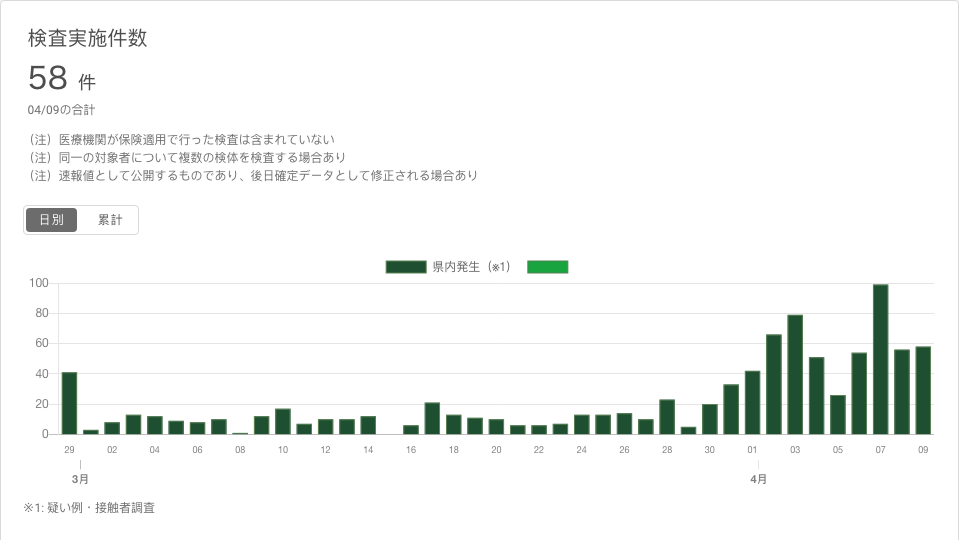 検査実施件数
58 件
04/09の合計
（注）医療機関が保険適用で行った検査は含まれていない
（注）同一の対象者について複数の検体を検査する場合あり
（注）速報値として公開するものであり、後日確定データとして修正される場合あり
日別 累計
県内発生（※1）
100
80
60
40
20
0
29 02 04 06 08 10 12 14 16 18 20 22 24 26 28 30 01 03 05 07 09
3月 4月
※1: 疑い例・接触者調査